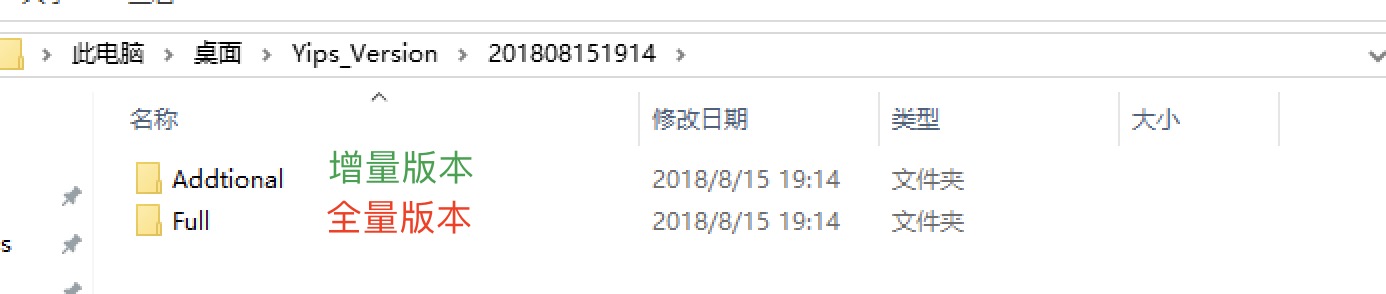 此电脑 > 桌面 > Yips_Version > 201808151914 >
名称 修改日期 类型 大小
Addtional 增量版本 2018/8/15 19:14 文件夹
Full 全量版本 2018/8/15 19:14 文件夹
s